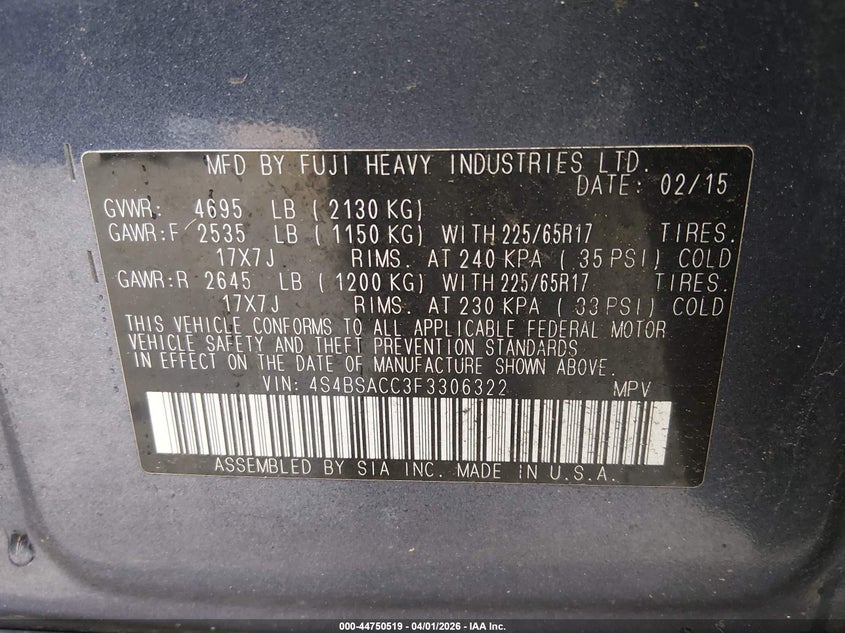 MFD BY FUJI HEAVY INDUSTRIES LTD.
DATE: 02/15
GVWR: 4695 LB ( 2130 KG)
GAWR:F 2535 LB ( 1150 KG) WITH 225/65R17 TIRES.
17X7J RIMS. AT 240 KPA ( 35 PSI) COLD
GAWR:R 2645 LB ( 1200 KG) WITH 225/65R17 TIRES.
17X7J RIMS. AT 230 KPA ( 33 PSI) COLD
THIS VEHICLE CONFORMS TO ALL APPLICABLE FEDERAL MOTOR
VEHICLE SAFETY AND THEFT PREVENTION STANDARDS
IN EFFECT ON THE DATE OF MANUFACTURE SHOWN ABOVE.
VIN: 4S4BSACC3F3306322 MPV
ASSEMBLED BY SIA INC. MADE IN U.S.A.
000-44750519 - 04/01/2026 - IAA Inc.